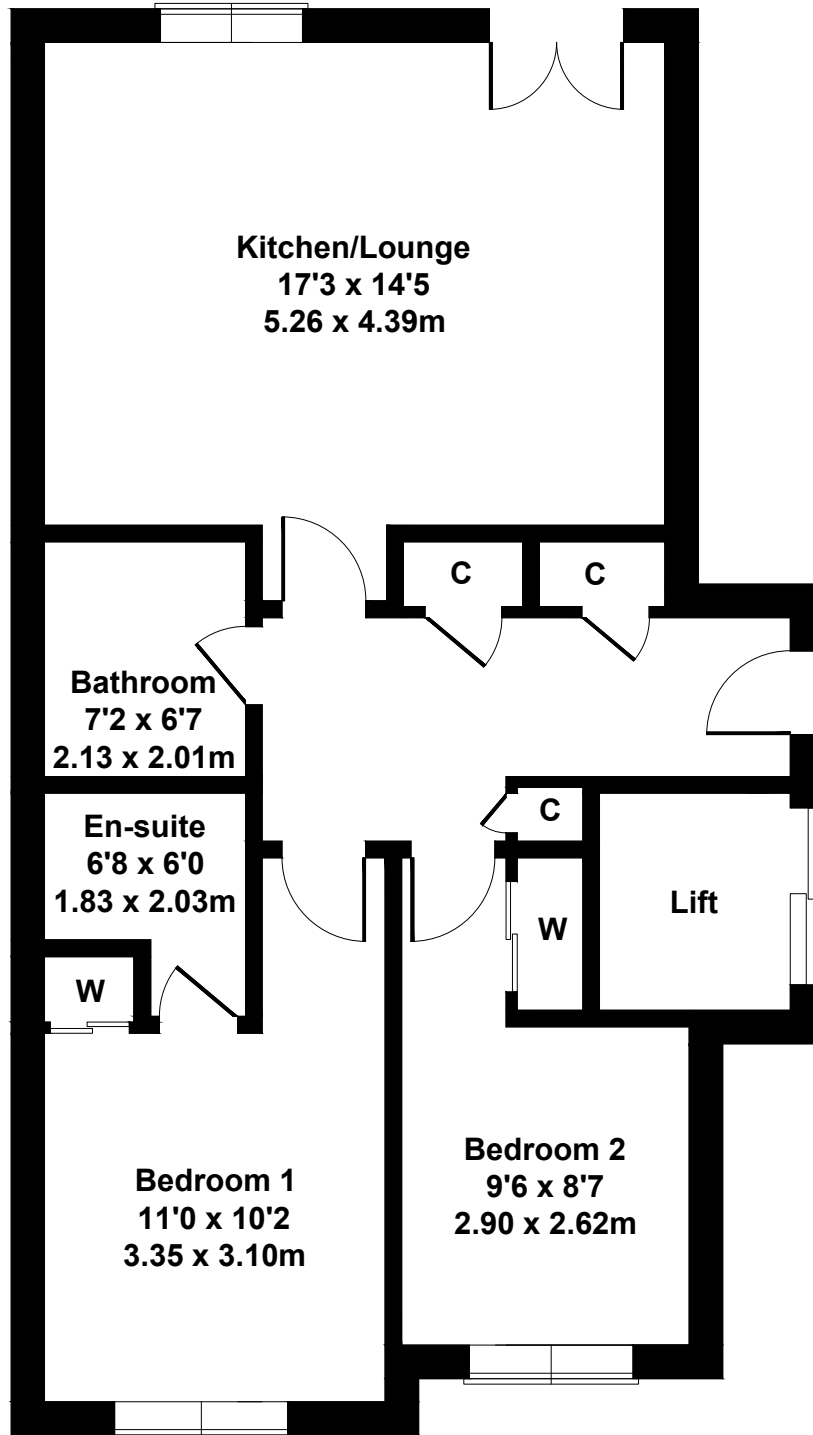 Kitchen/Lounge
17'3 x 14'5
5.26 x 4.39m
C
C
Bathroom
7'2 x 6'7
2.13 x 2.01m
En-suite
6'8 x 6'0
1.83 x 2.03m
C
W
Lift
W
Bedroom 1
11'0 x 10'2
3.35 x 3.10m
Bedroom 2
9'6 x 8'7
2.90 x 2.62m